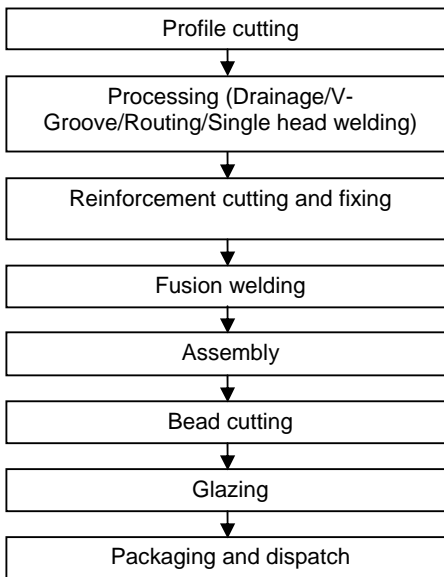 Profile cutting
Processing (Drainage/V-
Groove/Routing/Single head welding)
Reinforcement cutting and fixing
Fusion welding
Assembly
Bead cutting
Glazing
Packaging and dispatch